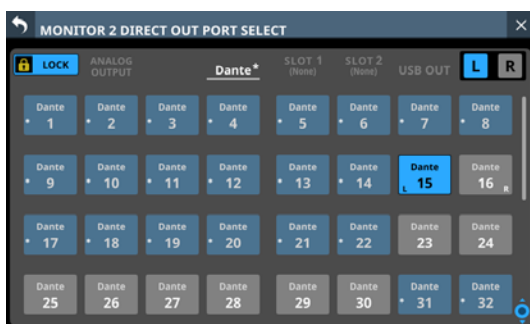 MONITOR 2 DIRECT OUT PORT SELECT
LOCK
ANALOG
OUTPUT
Dante*
SLOT 1
(None)
SLOT 2
(None)
USB OUT
L
R
Dante
1
Dante
2
Dante
3
Dante
4
Dante
5
Dante
6
Dante
7
Dante
8
Dante
9
Dante
10
Dante
11
Dante
12
Dante
13
Dante
14
Dante
L 15
Dante
16 R
Dante
17
Dante
18
Dante
19
Dante
20
Dante
21
Dante
22
Dante
23
Dante
24
Dante
25
Dante
26
Dante
27
Dante
28
Dante
29
Dante
30
Dante
31
Dante
32